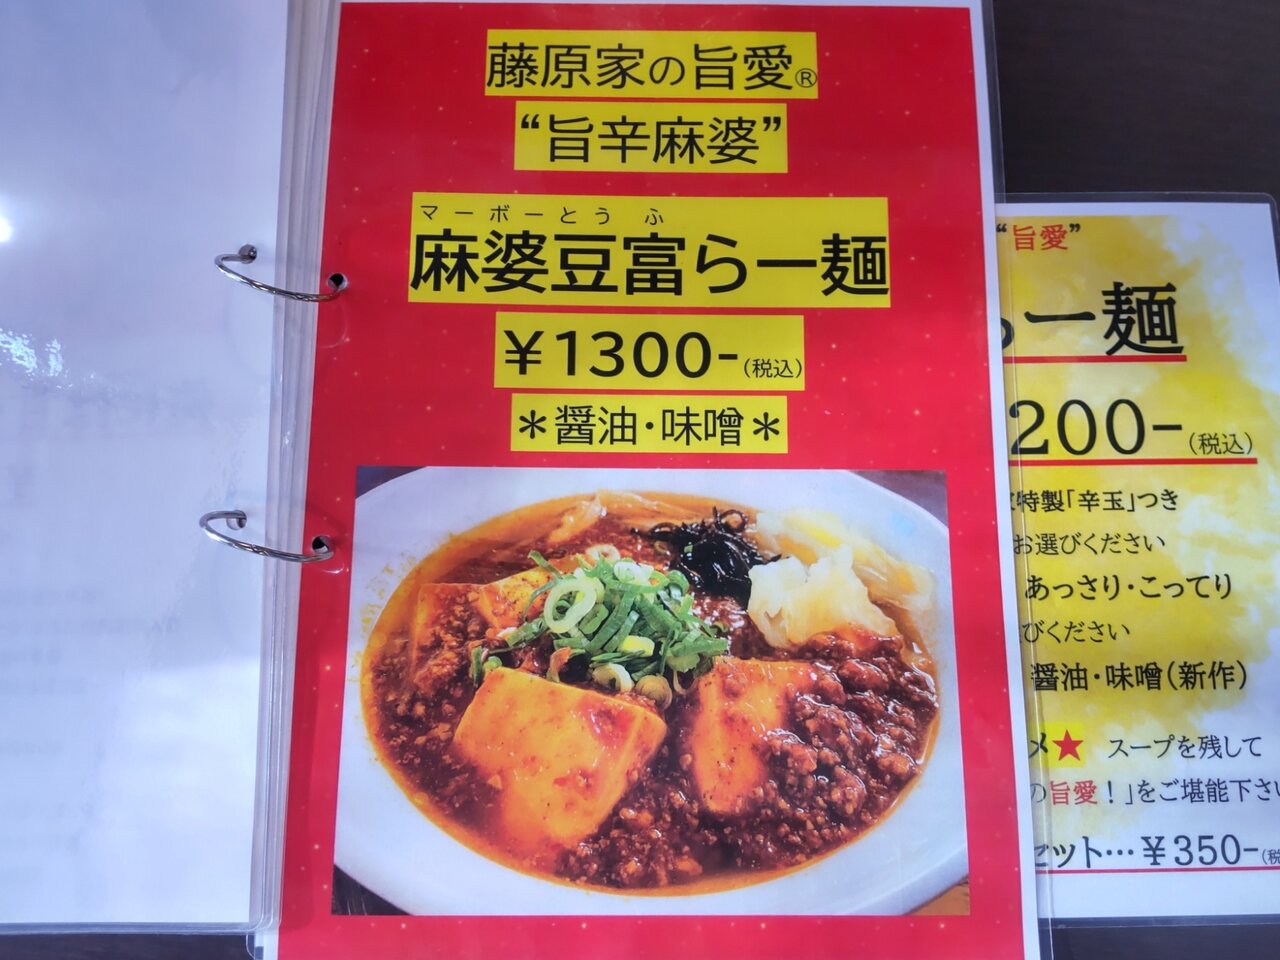 藤原家の旨愛®
“旨辛麻婆”
マーボーとうふ
麻婆豆富らー麺
￥1300-(税込)
＊醤油・味噌＊
“旨愛”
らー麺
200-(税込)
特製「辛玉」つき
お選びください
あっさり・こってり
びください
醤油・味噌(新作)
メ★ スープを残して
の旨愛！」をご堪能下さい
セット…￥350-(税